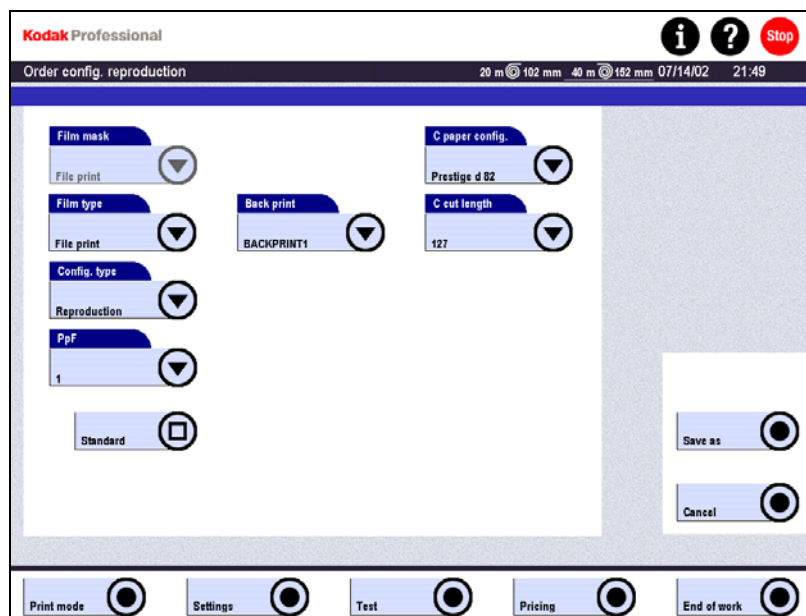 Kodak Professional
i ? Stop
Order config. reproduction 20 m 102 mm 40 m 152 mm 07/14/02 21:49
Film mask
File print
C paper config.
Prestige d 82
Film type
File print
Back print
BACKPRINT1
C cut length
127
Config. type
Reproduction
PpF
1
Standard
Save as
Cancel
Print mode Settings Test Pricing End of work